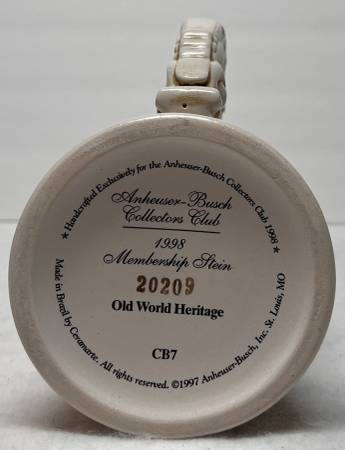 ★ Handcrafted Exclusively for the Anheuser-Busch Collectors Club 1998 ★
Anheuser-Busch
Collectors Club
1998
Membership Stein
20209
Old World Heritage
CB7
Made in Brazil by Ceramarte. All rights reserved. ©1997 Anheuser-Busch, Inc. St. Louis, MO